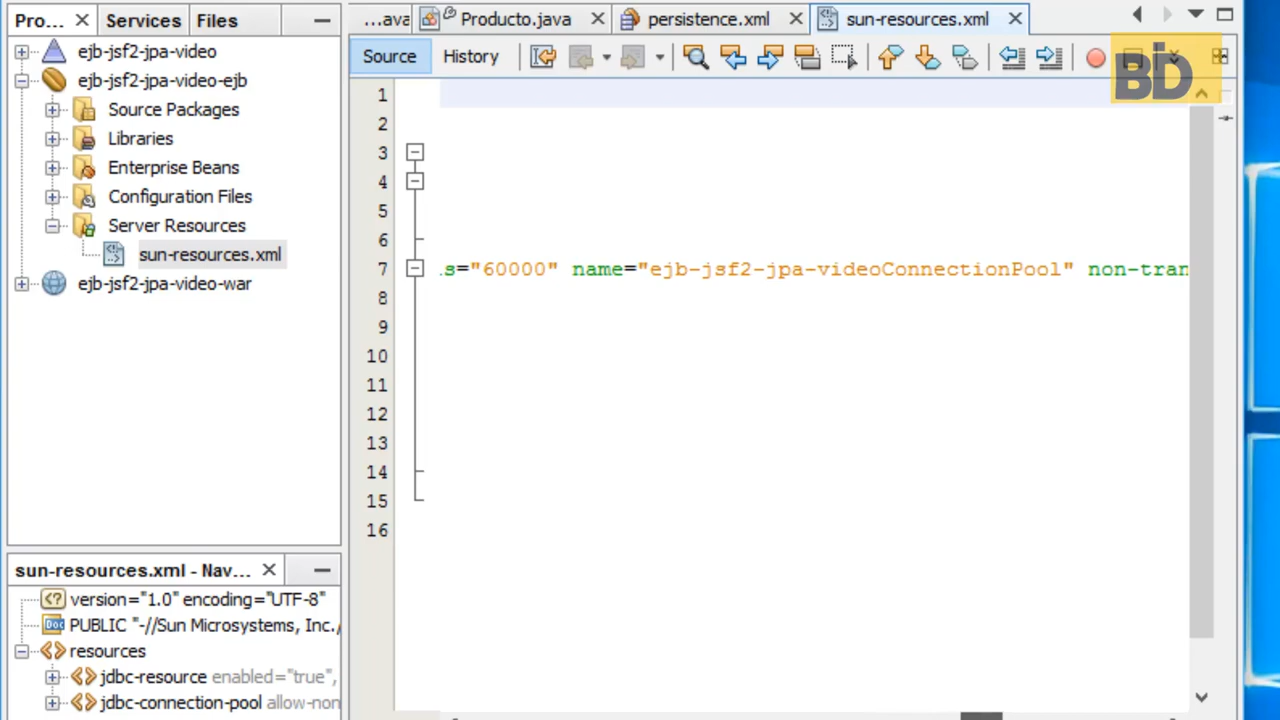 Pro...
Services
Files
...ava
Producto.java
persistence.xml
sun-resources.xml
Source
History
BD
ejb-jsf2-jpa-video
ejb-jsf2-jpa-video-ejb
Source Packages
Libraries
Enterprise Beans
Configuration Files
Server Resources
sun-resources.xml
ejb-jsf2-jpa-video-war
1
2
3
4
5
6
7 .s="60000" name="ejb-jsf2-jpa-videoConnectionPool" non-tran
8
9
10
11
12
13
14
15
16
sun-resources.xml - Nav...
version="1.0" encoding="UTF-8"
PUBLIC "-//Sun Microsystems, Inc./
resources
jdbc-resource enabled="true",
jdbc-connection-pool allow-non